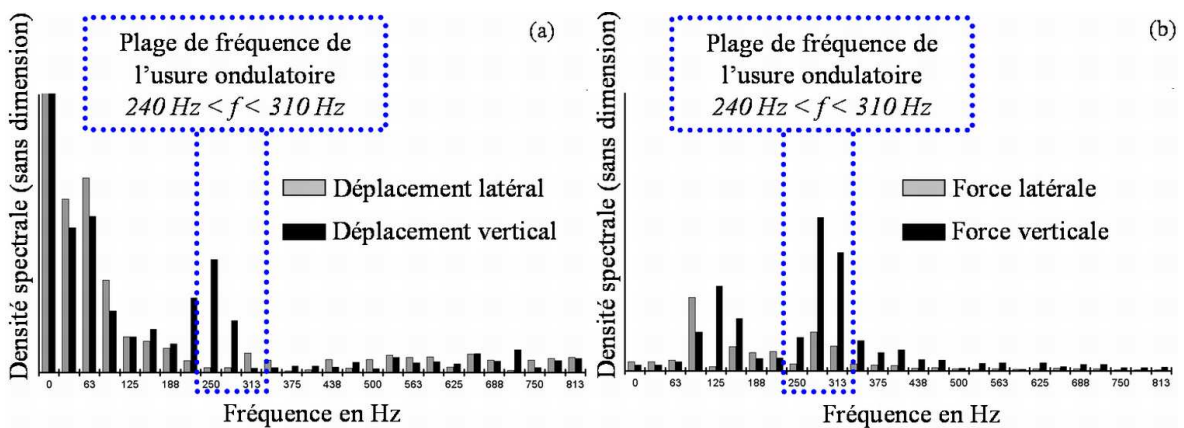 (a)
Plage de fréquence de
l'usure ondulatoire
240 Hz < f < 310 Hz
Densité spectrale (sans dimension)
Déplacement latéral
Déplacement vertical
0 63 125 188 250 313 375 438 500 563 625 688 750 813
Fréquence en Hz
(b)
Plage de fréquence de
l'usure ondulatoire
240 Hz < f < 310 Hz
Densité spectrale (sans dimension)
Force latérale
Force verticale
0 63 125 188 250 313 375 438 500 563 625 688 750 813
Fréquence en Hz